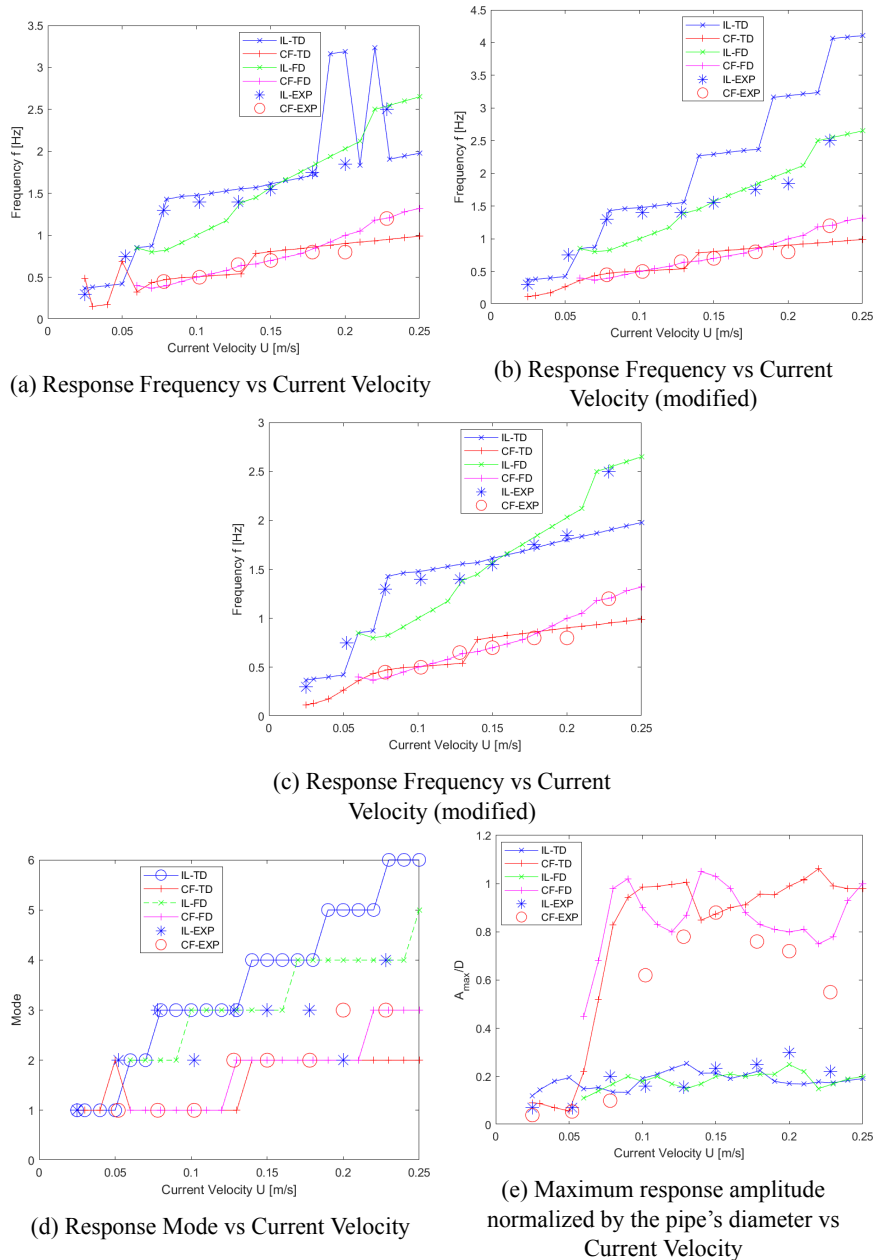 3.5
3
2.5
2
1.5
1
0.5
0
Frequency f [Hz]
IL-TD
CF-TD
IL-FD
CF-FD
IL-EXP
CF-EXP
0 0.05 0.1 0.15 0.2 0.25
Current Velocity U [m/s]
(a) Response Frequency vs Current Velocity
4.5
4
3.5
3
2.5
2
1.5
1
0.5
0
Frequency f [Hz]
IL-TD
CF-TD
IL-FD
CF-FD
IL-EXP
CF-EXP
0 0.05 0.1 0.15 0.2 0.25
Current Velocity U [m/s]
(b) Response Frequency vs Current
Velocity (modified)
3
2.5
2
1.5
1
0.5
0
Frequency f [Hz]
IL-TD
CF-TD
IL-FD
CF-FD
IL-EXP
CF-EXP
0 0.05 0.1 0.15 0.2 0.25
Current Velocity U [m/s]
(c) Response Frequency vs Current
Velocity (modified)
6
5
4
3
2
1
0
Mode
IL-TD
CF-TD
IL-FD
CF-FD
IL-EXP
CF-EXP
0 0.05 0.1 0.15 0.2 0.25
Current Velocity U [m/s]
(d) Response Mode vs Current Velocity
1.2
1
0.8
0.6
0.4
0.2
0
A_max/D
IL-TD
CF-TD
IL-FD
CF-FD
IL-EXP
CF-EXP
0 0.05 0.1 0.15 0.2 0.25
Current Velocity U [m/s]
(e) Maximum response amplitude
normalized by the pipe’s diameter vs
Current Velocity